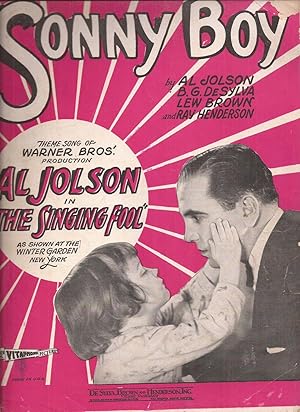 SONNY BOY
by AL JOLSON
B. G. DESYLVA
LEW BROWN
and RAY HENDERSON
THEME SONG OF
WARNER BROS'.
PRODUCTION
AL JOLSON
IN
"THE SINGING FOOL"
AS SHOWN AT THE
WINTER GARDEN
NEW YORK
VITAPHONE PICTURE
DE SYLVA, BROWN AND HENDERSON, INC.